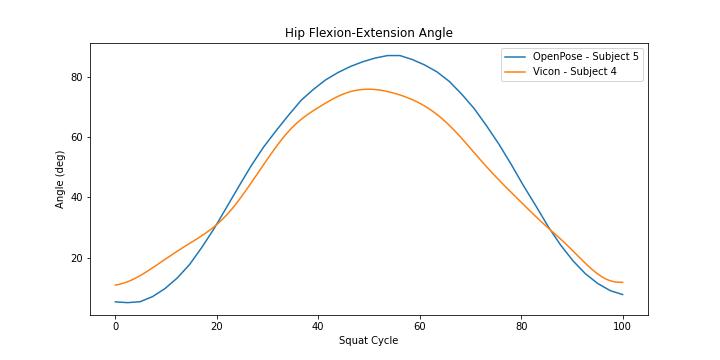 Hip Flexion-Extension Angle
OpenPose - Subject 5
Vicon - Subject 4
Angle (deg)
80
60
40
20
0 20 40 60 80 100
Squat Cycle